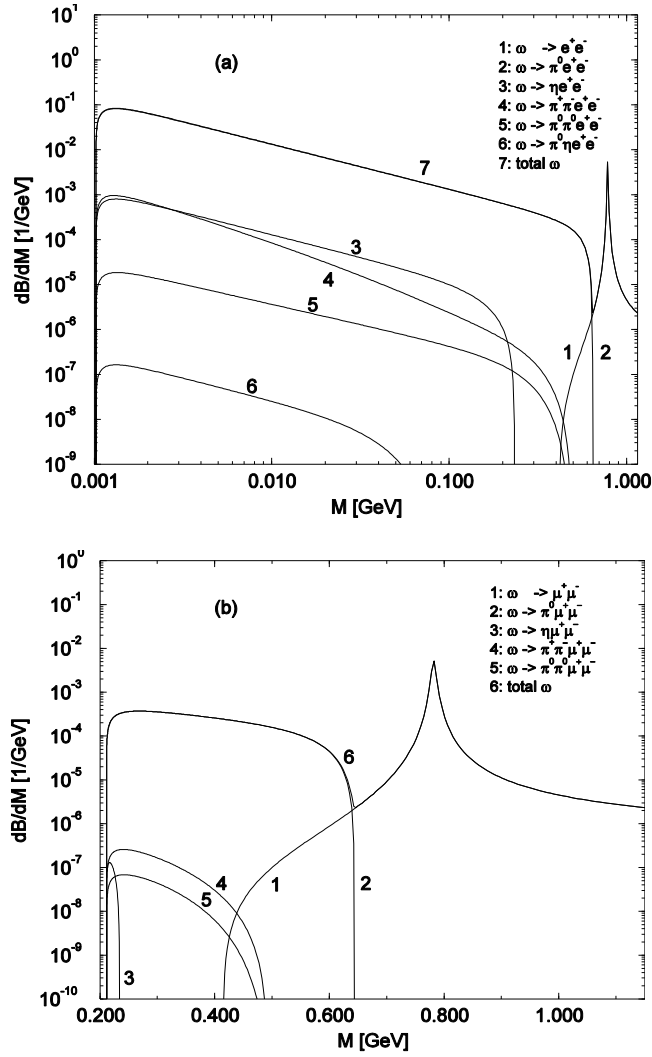 10¹
10⁰
10⁻¹
10⁻²
10⁻³
10⁻⁴
10⁻⁵
10⁻⁶
10⁻⁷
10⁻⁸
10⁻⁹
dB/dM [1/GeV]
(a)
1: ω -> e⁺e⁻
2: ω -> π⁰e⁺e⁻
3: ω -> ηe⁺e⁻
4: ω -> π⁺π⁻e⁺e⁻
5: ω -> π⁰π⁰e⁺e⁻
6: ω -> π⁰ηe⁺e⁻
7: total ω
7
3
4
5
6
1
2
0.001 0.010 0.100 1.000
M [GeV]
10⁰
10⁻¹
10⁻²
10⁻³
10⁻⁴
10⁻⁵
10⁻⁶
10⁻⁷
10⁻⁸
10⁻⁹
10⁻¹⁰
dB/dM [1/GeV]
(b)
1: ω -> μ⁺μ⁻
2: ω -> π⁰μ⁺μ⁻
3: ω -> ημ⁺μ⁻
4: ω -> π⁺π⁻μ⁺μ⁻
5: ω -> π⁰π⁰μ⁺μ⁻
6: total ω
6
4
5
1
2
3
0.200 0.400 0.600 0.800 1.000
M [GeV]